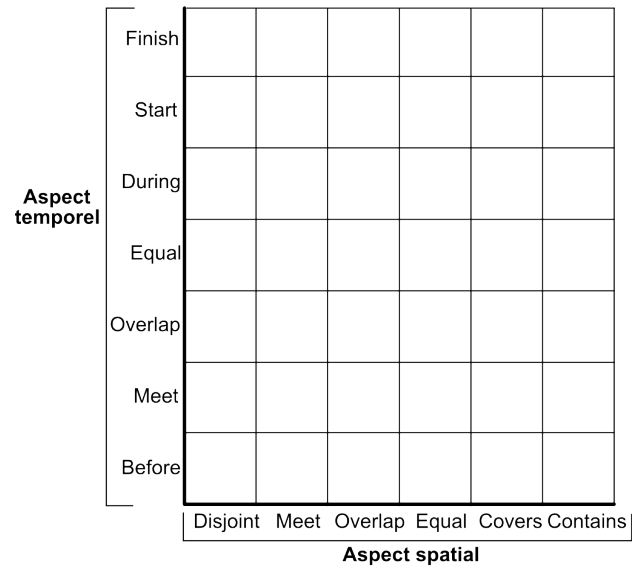 Finish
Start
During
Aspect
temporel
Equal
Overlap
Meet
Before
Disjoint Meet Overlap Equal Covers Contains
Aspect spatial